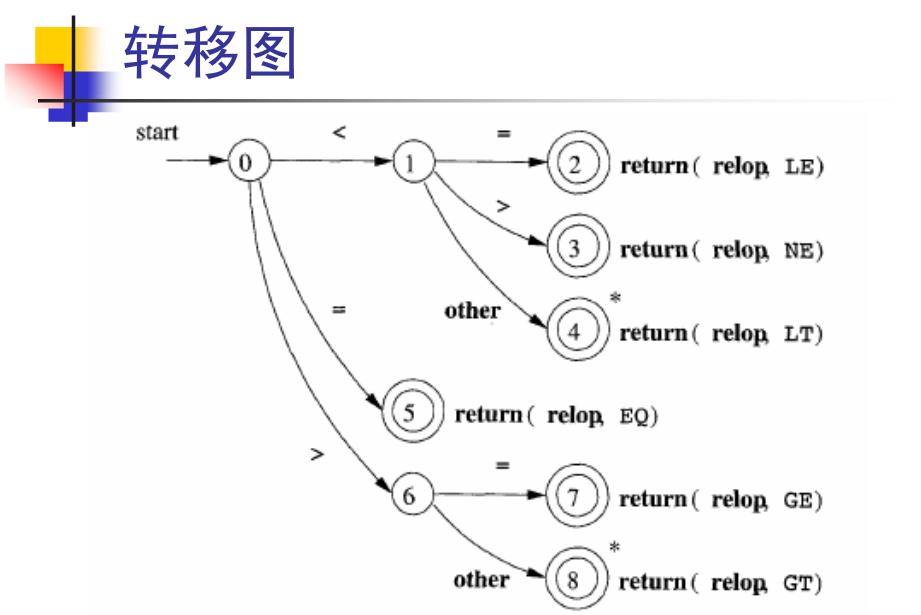 转移图
start
<
=
0
1
2
return( relop, LE)
>
3
return( relop, NE)
other
*
4
return( relop, LT)
=
5
return( relop, EQ)
>
=
6
7
return( relop, GE)
other
*
8
return( relop, GT)